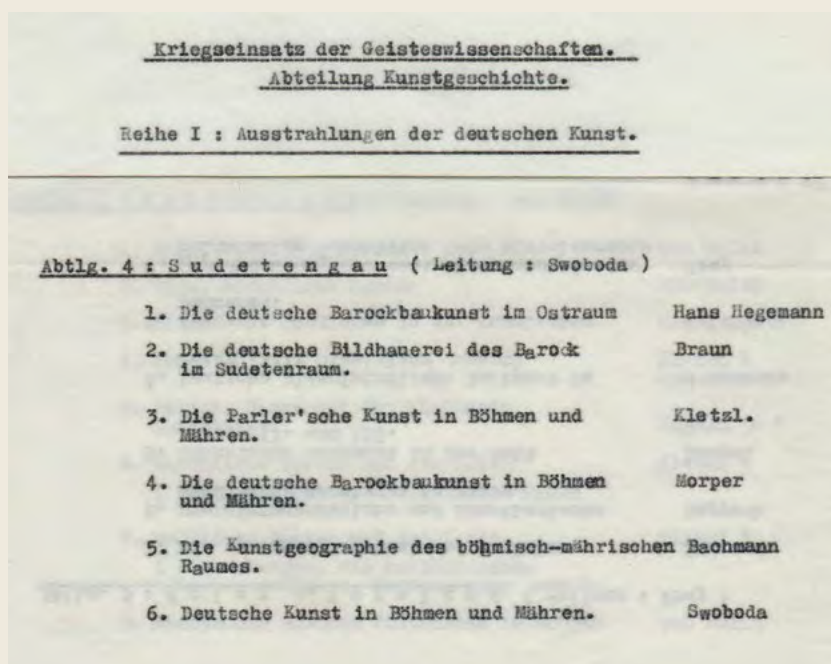 Kriegseinsatz der Geisteswissenschaften.
Abteilung Kunstgeschichte.
Reihe I : Ausstrahlungen der deutschen Kunst.
Abtlg. 4 : S u d e t e n g a u ( Leitung : Swoboda )
1. Die deutsche Barockbaukunst im Ostraum Hans Hegemann
2. Die deutsche Bildhauerei des Barock Braun
im Sudetenraum.
3. Die Parler'sche Kunst in Böhmen und Kletzl.
Mähren.
4. Die deutsche Barockbaukunst in Böhmen Morper
und Mähren.
5. Die Kunstgeographie des böhmisch-mährischen Bachmann
Raumes.
6. Deutsche Kunst in Böhmen und Mähren. Swoboda